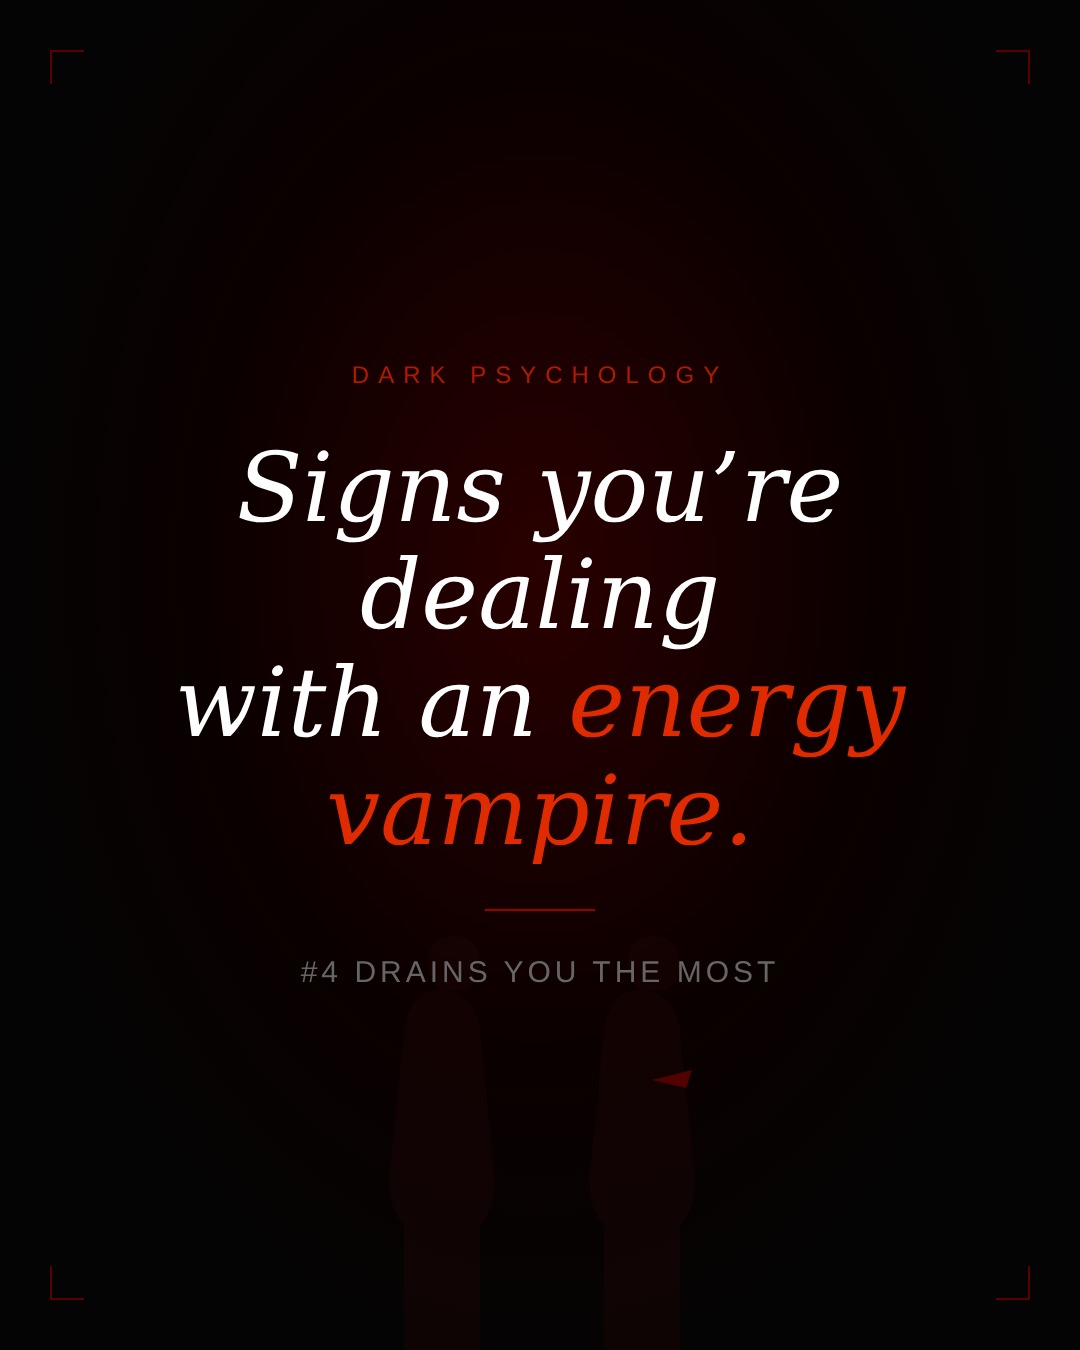 DARK PSYCHOLOGY
Signs you’re
dealing
with an energy
vampire.
#4 DRAINS YOU THE MOST